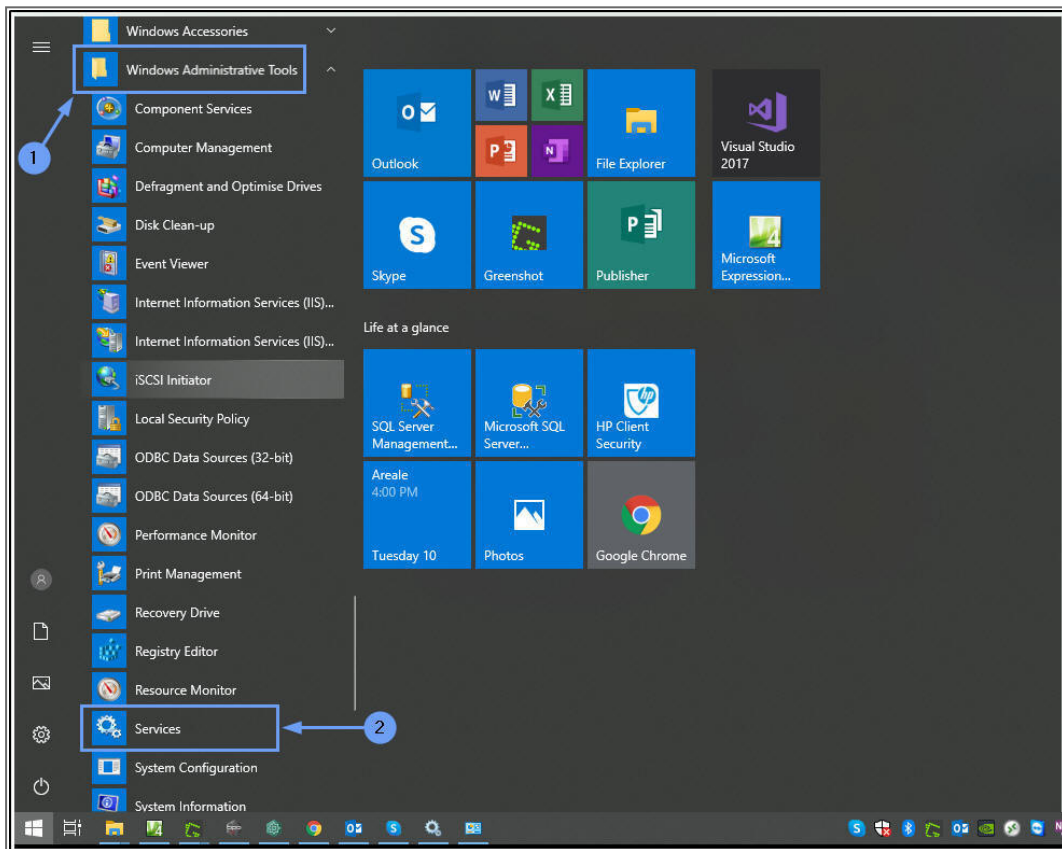 Windows Accessories
Windows Administrative Tools
1
Component Services
Computer Management
Defragment and Optimise Drives
Disk Clean-up
Event Viewer
Internet Information Services (IIS)...
Internet Information Services (IIS)...
iSCSI Initiator
Local Security Policy
ODBC Data Sources (32-bit)
ODBC Data Sources (64-bit)
Performance Monitor
Print Management
Recovery Drive
Registry Editor
Resource Monitor
Services
2
System Configuration
System Information
Outlook
File Explorer
Visual Studio
2017
Skype
Greenshot
Publisher
Microsoft
Expression...
Life at a glance
SQL Server
Management...
Microsoft SQL
Server...
HP Client
Security
Areale
4:00 PM
Tuesday 10
Photos
Google Chrome